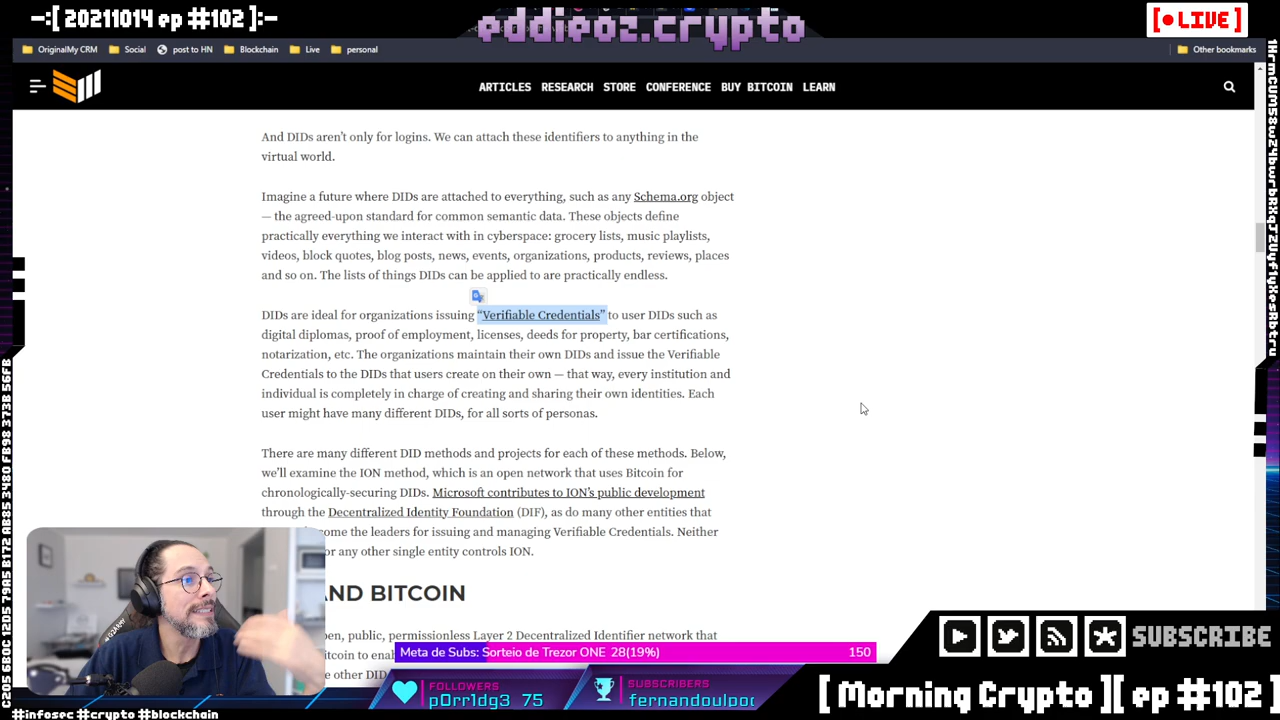 -:[ 20211014 ep #102 ]:-
eddieoz.crypto
[• LIVE]
OriginalMy CRM
Social
post to HN
Blockchain
Live
personal
Other bookmarks
ARTICLES RESEARCH STORE CONFERENCE BUY BITCOIN LEARN
And DIDs aren't only for logins. We can attach these identifiers to anything in the
virtual world.
Imagine a future where DIDs are attached to everything, such as any Schema.org object
— the agreed-upon standard for common semantic data. These objects define
practically everything we interact with in cyberspace: grocery lists, music playlists,
videos, block quotes, blog posts, news, events, organizations, products, reviews, places
and so on. The lists of things DIDs can be applied to are practically endless.
DIDs are ideal for organizations issuing “Verifiable Credentials” to user DIDs such as
digital diplomas, proof of employment, licenses, deeds for property, bar certifications,
notarization, etc. The organizations maintain their own DIDs and issue the Verifiable
Credentials to the DIDs that users create on their own — that way, every institution and
individual is completely in charge of creating and sharing their own identities. Each
user might have many different DIDs, for all sorts of personas.
There are many different DID methods and projects for each of these methods. Below,
we'll examine the ION method, which is an open network that uses Bitcoin for
chronologically-securing DIDs. Microsoft contributes to ION's public development
through the Decentralized Identity Foundation (DIF), as do many other entities that
ome the leaders for issuing and managing Verifiable Credentials. Neither
or any other single entity controls ION.
AND BITCOIN
en, public, permissionless Layer 2 Decentralized Identifier network that
itcoin to enab
e other DID
Meta de Subs: Sorteio de Trezor ONE 28(19%)
150
FOLLOWERS
p0rr1dg3 75
SUBSCRIBERS
fernandoulpoc
SUBSCRIBE
[ Morning Crypto ][ ep #102 ]
#infosec #crypto #blockchain